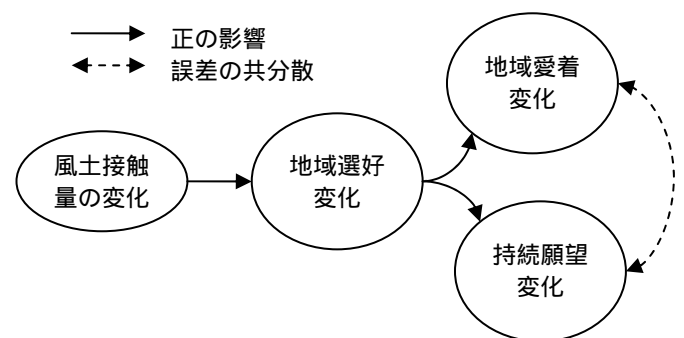 正の影響
誤差の共分散
地域愛着
変化
風土接触
量の変化
地域選好
変化
持続願望
変化